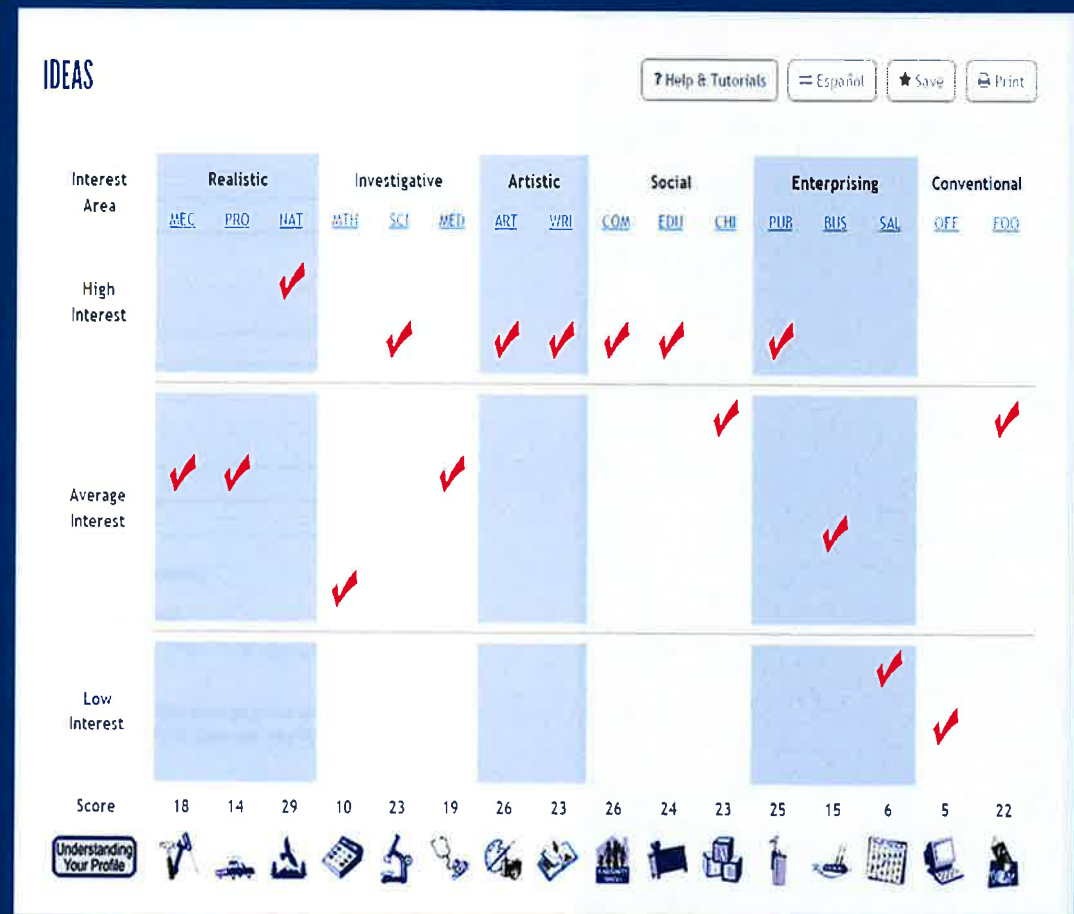 IDEAS
? Help & Tutorials
Español
Save
Print
Interest Area
Realistic Investigative Artistic Social Enterprising Conventional
MEC PRO NAT MTH SCI MED ART WRI COM EDU CHI PUB BUS SAL OFF FOO
High Interest
Average Interest
Low Interest
Score 18 14 29 10 23 19 26 23 26 24 23 25 15 6 5 22
Understanding
Your Profile